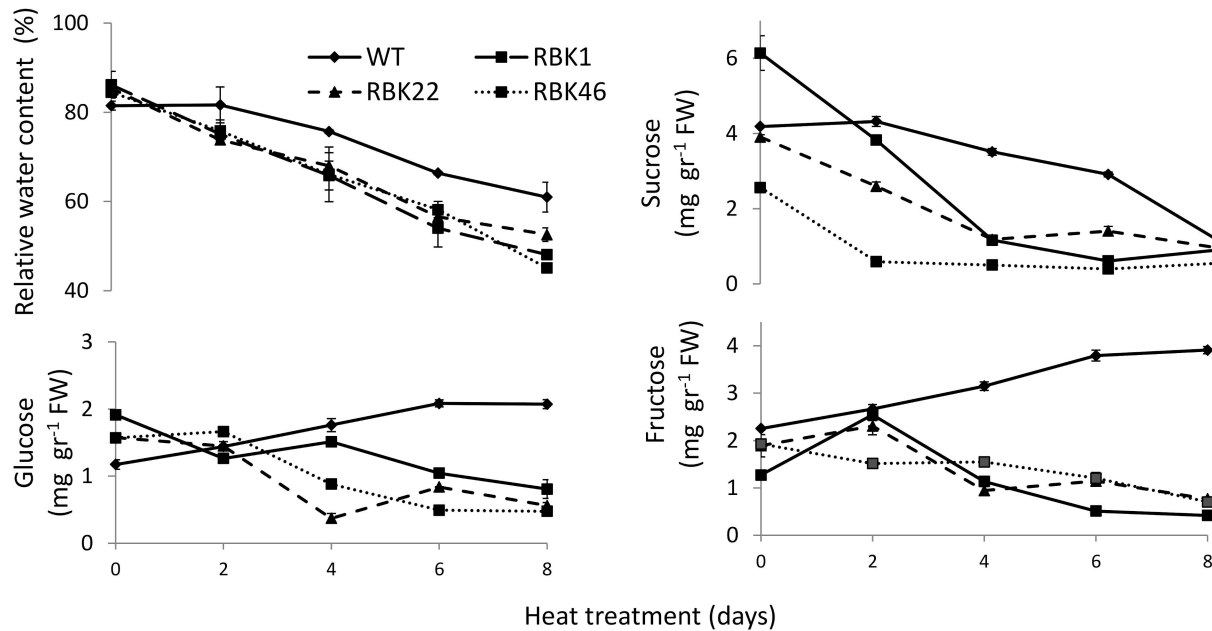 Relative water content (%)
100
80
60
40
WT
RBK1
RBK22
RBK46
Sucrose
(mg gr-1 FW)
6
4
2
0
Glucose
(mg gr-1 FW)
3
2
1
0
0 2 4 6 8
Fructose
(mg gr-1 FW)
4
3
2
1
0
0 2 4 6 8
Heat treatment (days)